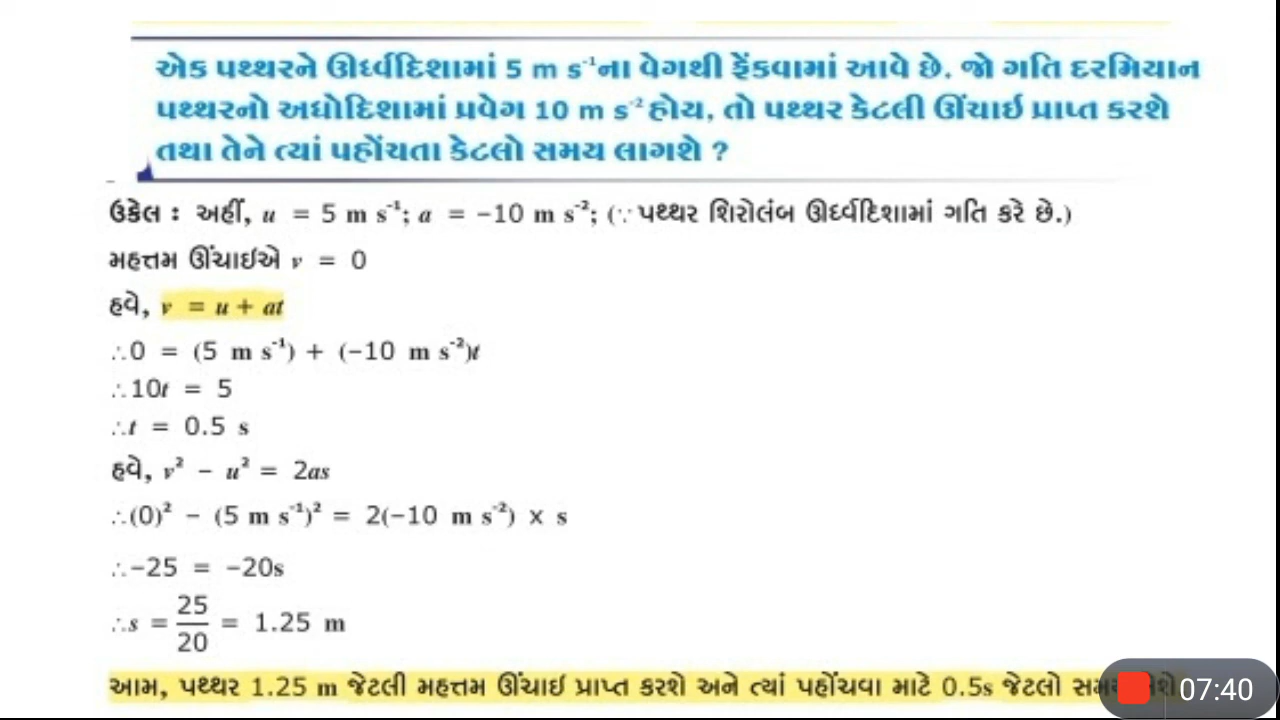 એક પથ્થરને ઊર્ધ્વદિશામાં 5 m s⁻¹ના વેગથી ફેંકવામાં આવે છે. જો ગતિ દરમિયાન
પથ્થરનો અધોદિશામાં પ્રવેગ 10 m s⁻² હોય, તો પથ્થર કેટલી ઊંચાઈ પ્રાપ્ત કરશે
તથા તેને ત્યાં પહોંચતા કેટલો સમય લાગશે ?
ઉકેલ : અહીં, u = 5 m s⁻¹; a = −10 m s⁻²; (∵ પથ્થર શિરોલંબ ઊર્ધ્વદિશામાં ગતિ કરે છે.)
મહત્તમ ઊંચાઈએ v = 0
હવે, v = u + at
∴0 = (5 m s⁻¹) + (−10 m s⁻²)t
∴10t = 5
∴t = 0.5 s
હવે, v² − u² = 2as
∴(0)² − (5 m s⁻¹)² = 2(−10 m s⁻²) x s
∴−25 = −20s
∴s = 25/20 = 1.25 m
આમ, પથ્થર 1.25 m જેટલી મહત્તમ ઊંચાઈ પ્રાપ્ત કરશે અને ત્યાં પહોંચવા માટે 0.5s જેટલો
07:40